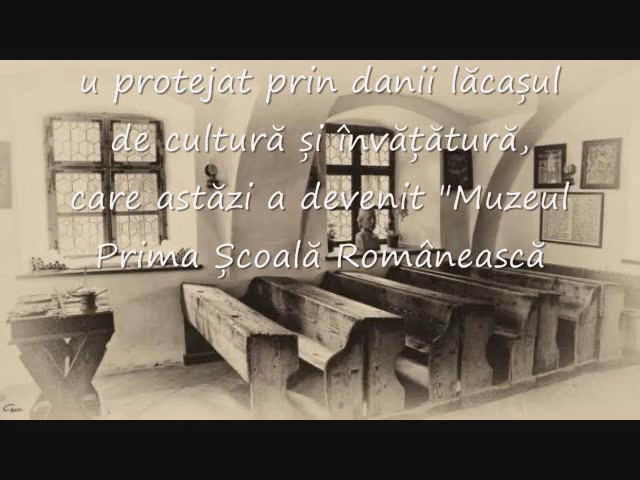 u protejat prin danii lăcașul
de cultură și învățătură,
care astăzi a devenit "Muzeul
Prima Școală Românească